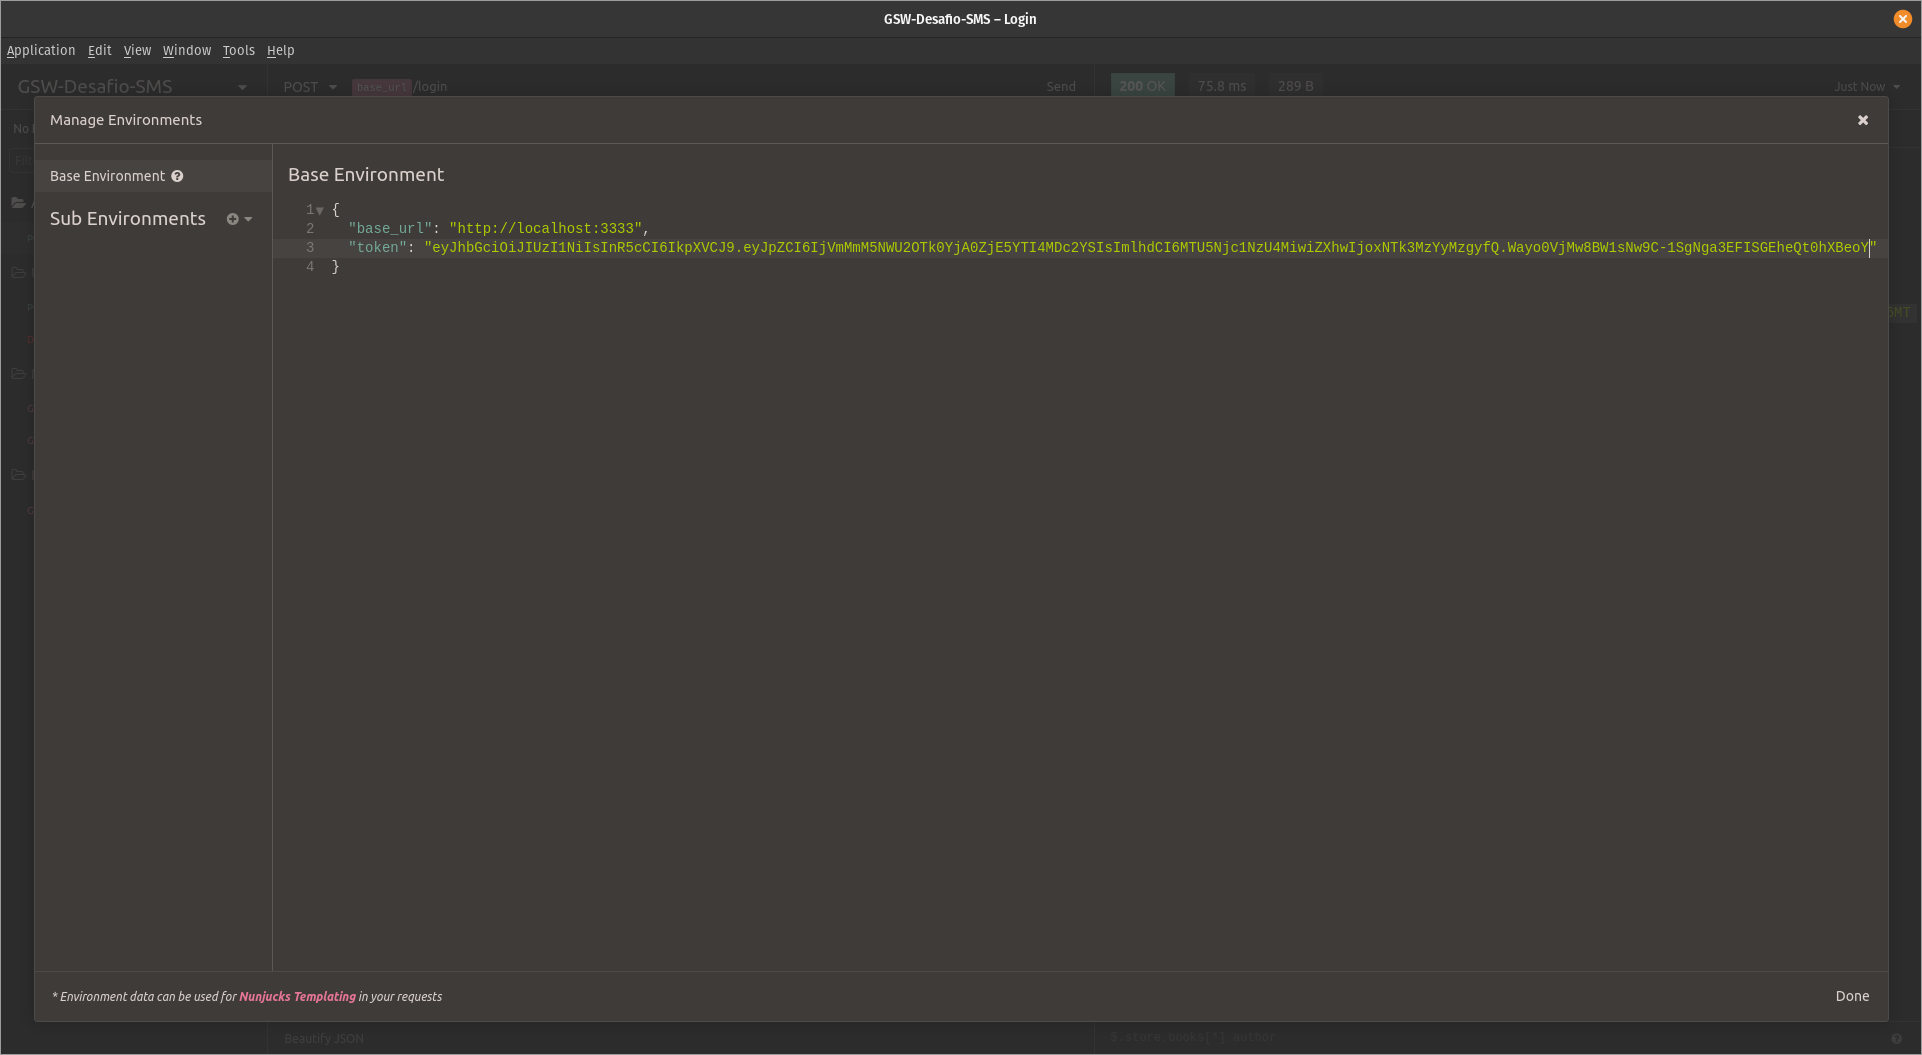 GSW-Desafio-SMS – Login
Application Edit View Window Tools Help
GSW-Desafio-SMS POST base_url/login Send 200 OK 75.8 ms 289 B Just Now
Manage Environments
No
Base Environment
Base Environment
Sub Environments
1 {
2 "base_url": "http://localhost:3333",
3 "token": "eyJhbGciOiJIUzI1NiIsInR5cCI6IkpXVCJ9.eyJpZCI6IjVmMmM5NWU2OTk0YjA0ZjE5YTI4MDc2YSIsImlhdCI6MTU5Njc1NzU4MiwiZXhwIjoxNTk3MzYyMzgyfQ.Wayo0VjMw8BW1sNw9C-1SgNga3EFISGEheQt0hXBeoY"
4 }
* Environment data can be used for Nunjucks Templating in your requests
Done
Beautify JSON